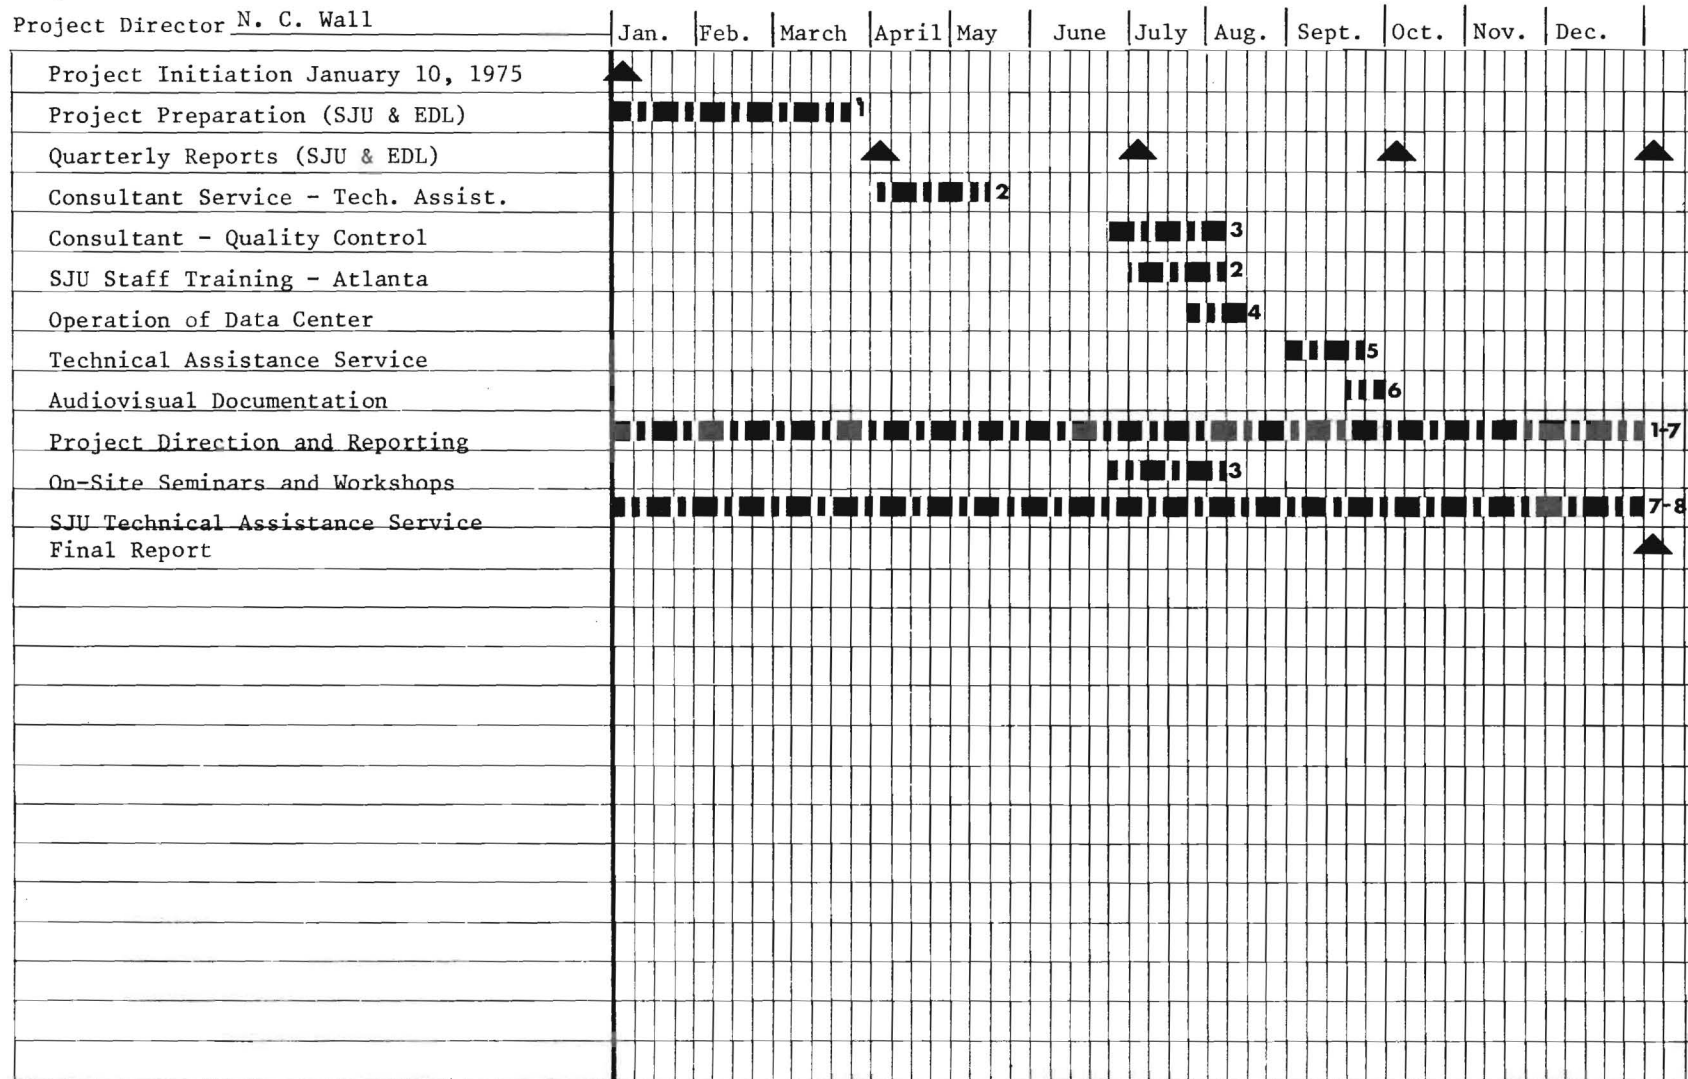 Project Director N. C. Wall
Jan. Feb. March April May June July Aug. Sept. Oct. Nov. Dec.
Project Initiation January 10, 1975
Project Preparation (SJU & EDL) 1
Quarterly Reports (SJU & EDL)
Consultant Service - Tech. Assist. 2
Consultant - Quality Control 3
SJU Staff Training - Atlanta 2
Operation of Data Center 4
Technical Assistance Service 5
Audiovisual Documentation 6
Project Direction and Reporting 1-7
On-Site Seminars and Workshops 3
SJU Technical Assistance Service 7-8
Final Report